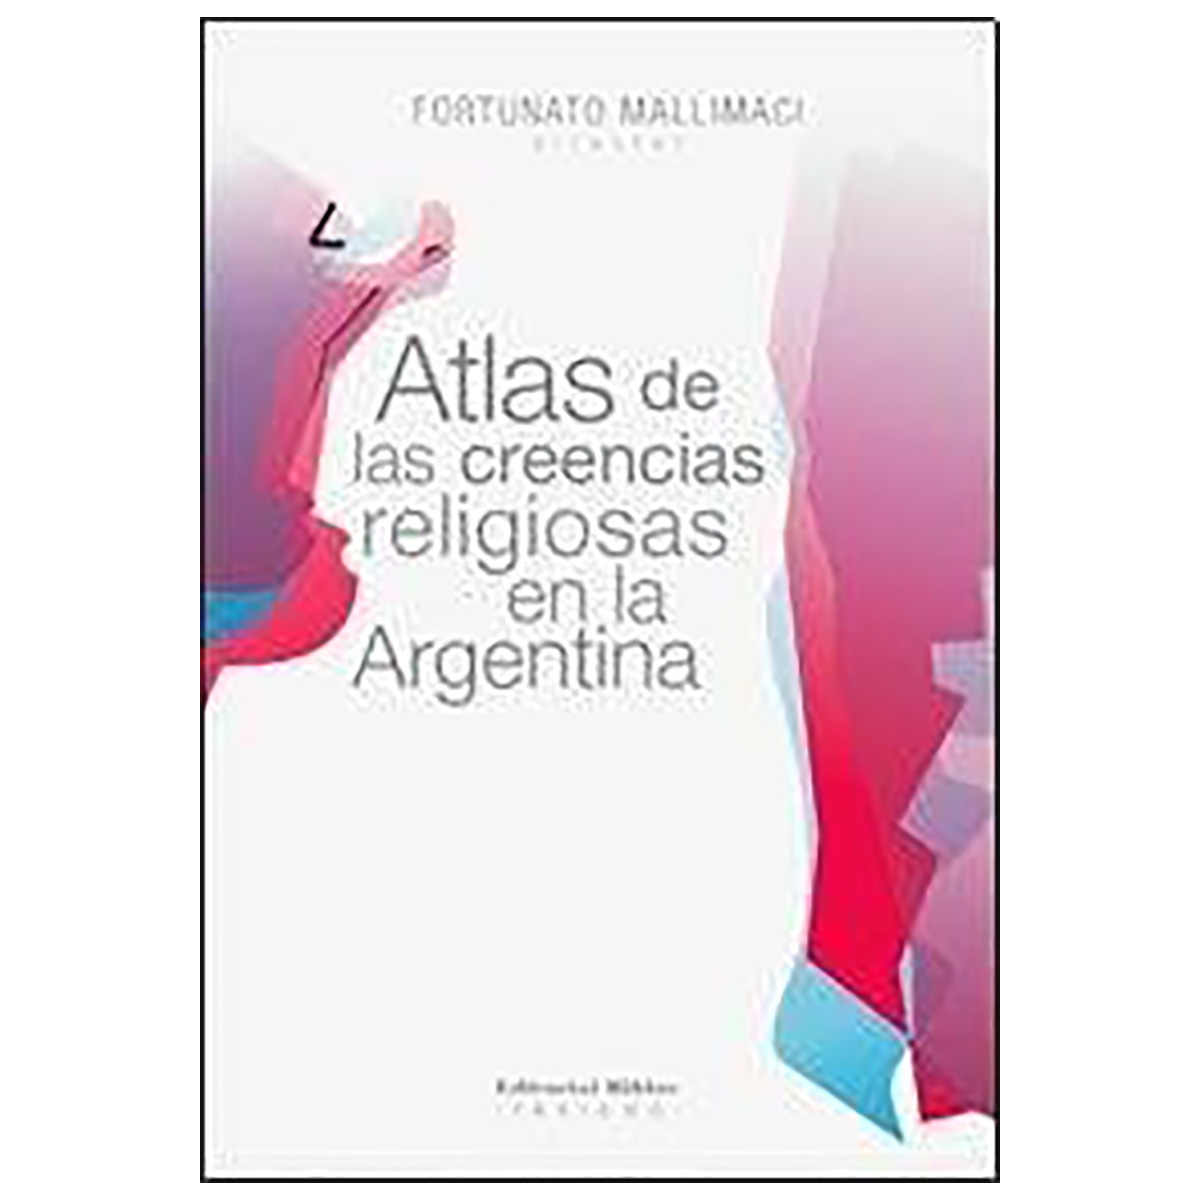 FORTUNATO MALLIMACI
Atlas de
las creencias
religiosas
en la
Argentina
Editorial Biblos